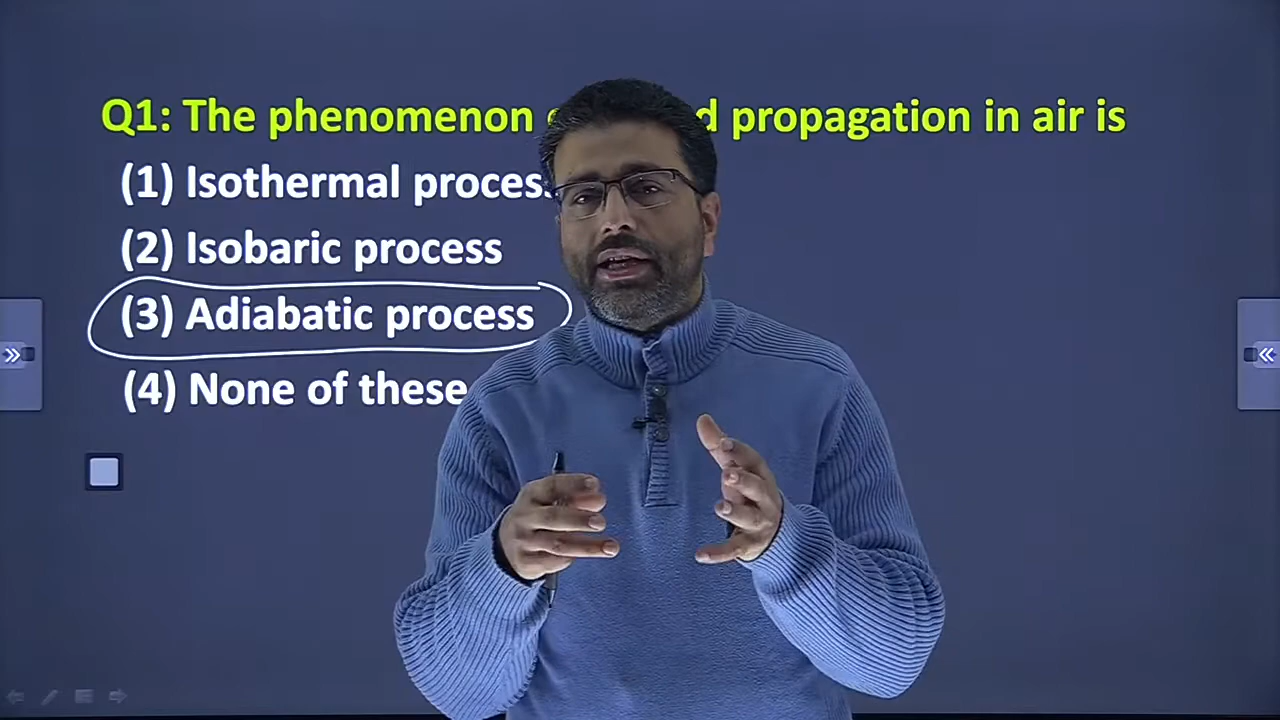 Q1: The phenomenon propagation in air is
(1) Isothermal
(2) Isobaric process
(3) Adiabatic process
(4) None of these